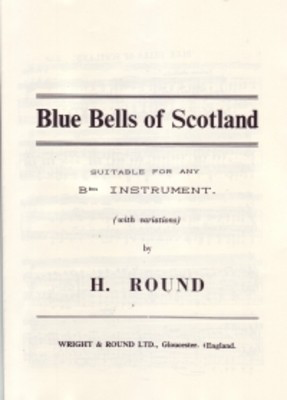 Blue Bells of Scotland
SUITABLE FOR ANY
INSTRUMENT.
(with variations)
by
H. ROUND
WRIGHT & ROUND LTD., Gloucester. England.